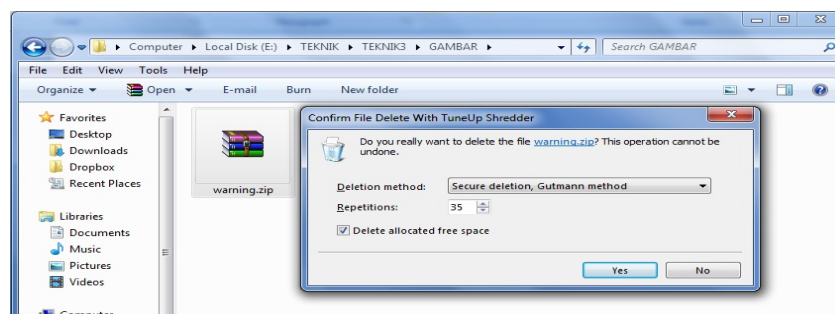 Computer ▸ Local Disk (E:) ▸ TEKNIK ▸ TEKNIK3 ▸ GAMBAR ▸
Search GAMBAR
File Edit View Tools Help
Organize Open E-mail Burn New folder
Favorites
Desktop
Downloads
Dropbox
Recent Places
Libraries
Documents
Music
Pictures
Videos
warning.zip
Confirm File Delete With TuneUp Shredder
Do you really want to delete the file warning.zip? This operation cannot be
undone.
Deletion method: Secure deletion, Gutmann method
Repetitions: 35
Delete allocated free space
Yes No